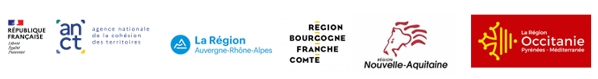 RÉPUBLIQUE
FRANÇAISE
Liberté
Égalité
Fraternité
anct
agence nationale
de la cohésion
des territoires
La Région
Auvergne-Rhône-Alpes
REGION
BOURGOGNE
FRANCHE
COMTE
RÉGION
Nouvelle-Aquitaine
La Région
Occitanie
Pyrénées - Méditerranée